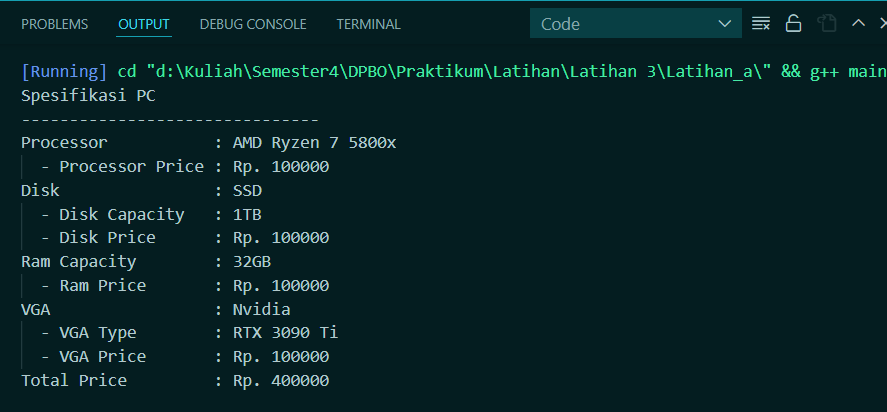 PROBLEMS OUTPUT DEBUG CONSOLE TERMINAL Code
[Running] cd "d:\Kuliah\Semester4\DPBO\Praktikum\Latihan\Latihan 3\Latihan_a\" && g++ main
Spesifikasi PC
-------------------------------
Processor           : AMD Ryzen 7 5800x
  - Processor Price : Rp. 100000
Disk                : SSD
  - Disk Capacity   : 1TB
  - Disk Price      : Rp. 100000
Ram Capacity        : 32GB
  - Ram Price       : Rp. 100000
VGA                 : Nvidia
  - VGA Type        : RTX 3090 Ti
  - VGA Price       : Rp. 100000
Total Price         : Rp. 400000